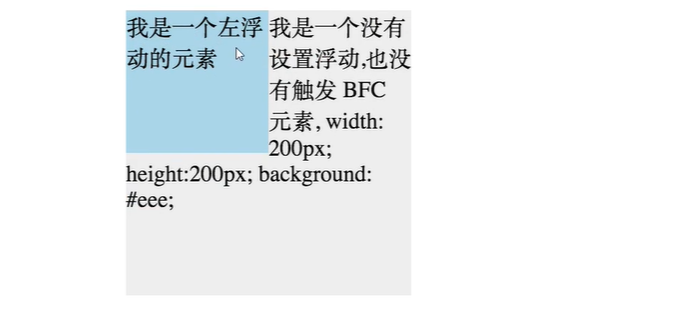 我是一个左浮
动的元素
我是一个没有
设置浮动,也没
有触发 BFC
元素, width:
200px;
height:200px; background:
#eee;